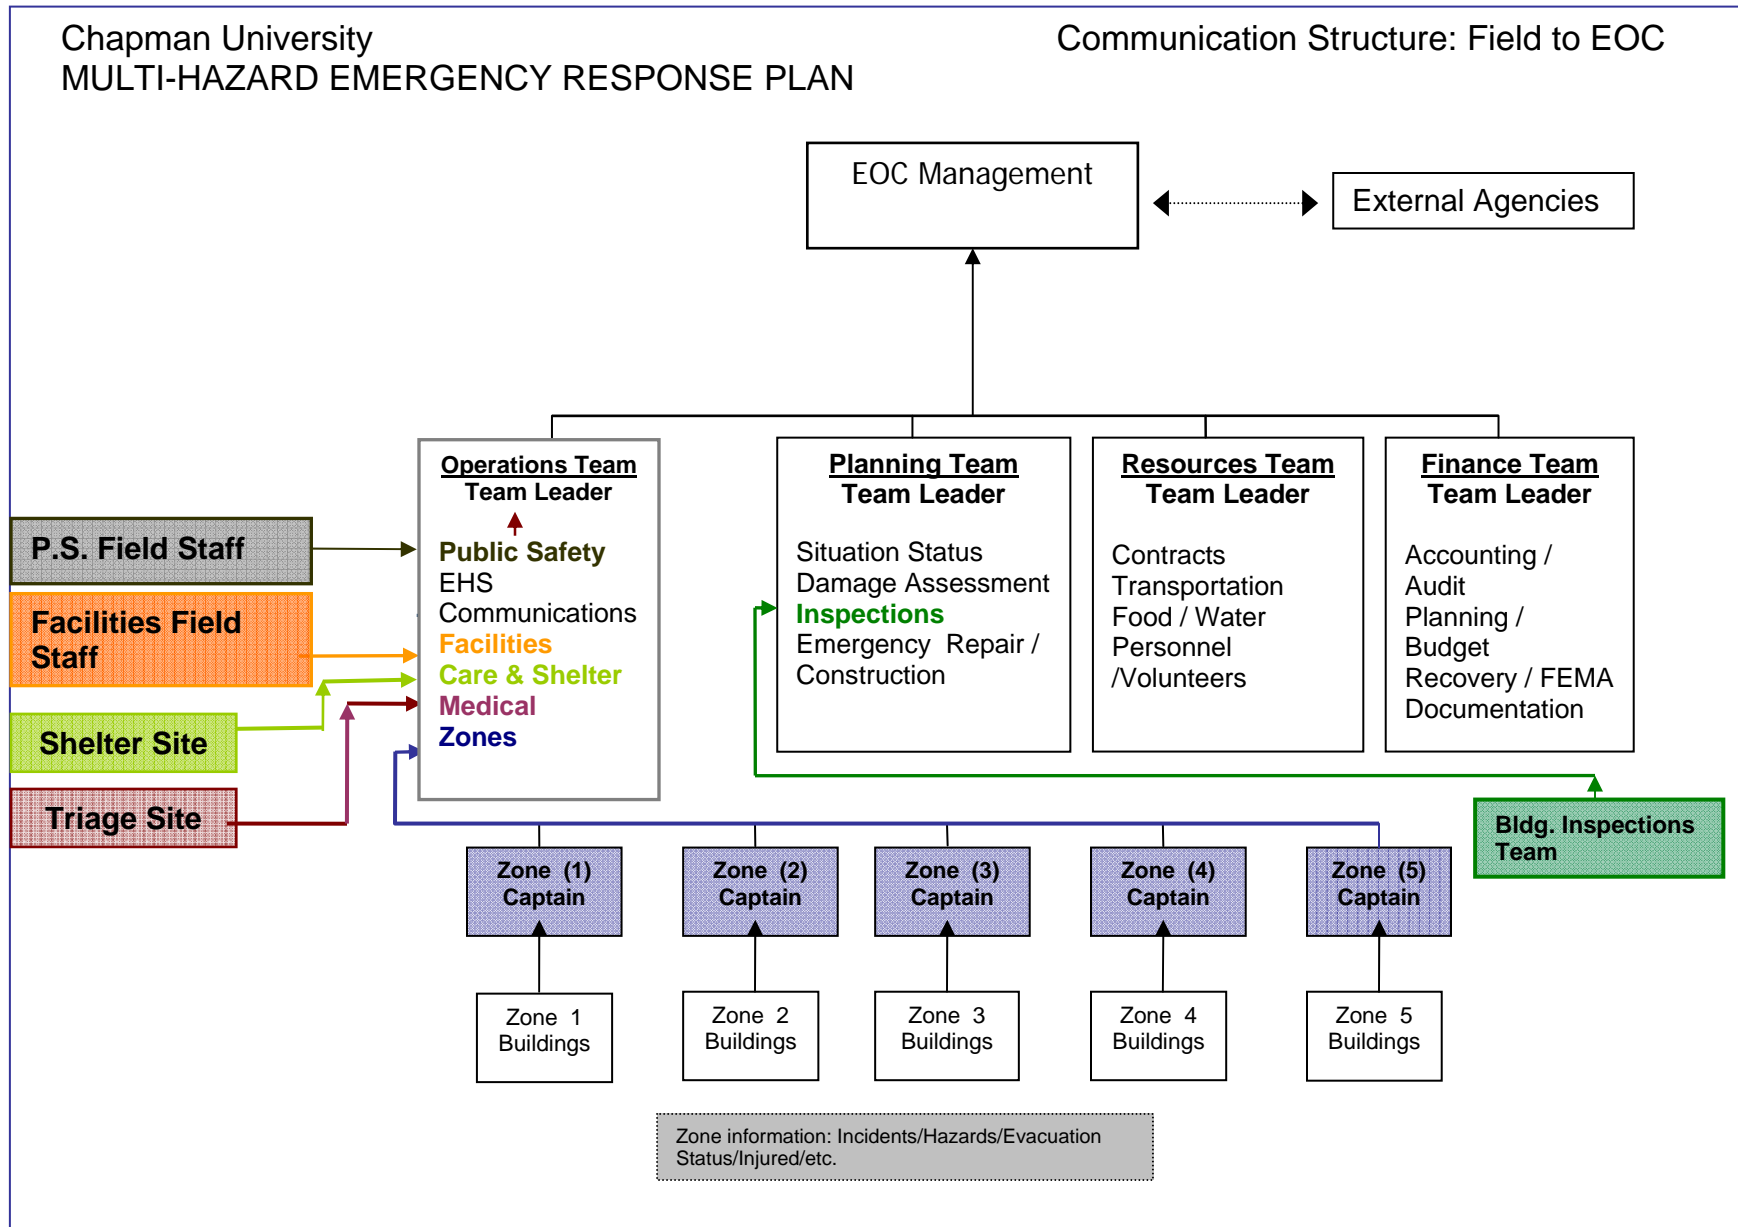 Chapman University
MULTI-HAZARD EMERGENCY RESPONSE PLAN
Communication Structure: Field to EOC
EOC Management
External Agencies
Operations Team
Team Leader
Public Safety
EHS
Communications
Facilities
Care & Shelter
Medical
Zones
Planning Team
Team Leader
Situation Status
Damage Assessment
Inspections
Emergency Repair /
Construction
Resources Team
Team Leader
Contracts
Transportation
Food / Water
Personnel
/Volunteers
Finance Team
Team Leader
Accounting /
Audit
Planning /
Budget
Recovery / FEMA
Documentation
P.S. Field Staff
Facilities Field
Staff
Shelter Site
Triage Site
Bldg. Inspections
Team
Zone (1)
Captain
Zone (2)
Captain
Zone (3)
Captain
Zone (4)
Captain
Zone (5)
Captain
Zone 1
Buildings
Zone 2
Buildings
Zone 3
Buildings
Zone 4
Buildings
Zone 5
Buildings
Zone information: Incidents/Hazards/Evacuation
Status/Injured/etc.